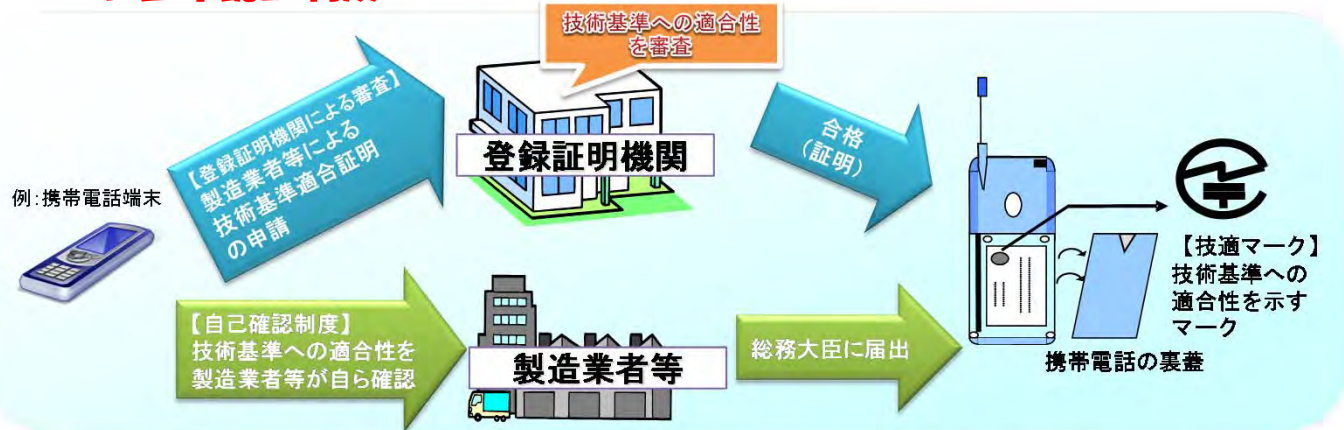 技術基準への適合性
を審査
【登録証明機関による審査】
製造業者等による
技術基準適合証明
の申請
登録証明機関
合格
（証明）
例：携帯電話端末
【技適マーク】
技術基準への
適合性を示す
マーク
【自己確認制度】
技術基準への適合性を
製造業者等が自ら確認
製造業者等
総務大臣に届出
携帯電話の裏蓋